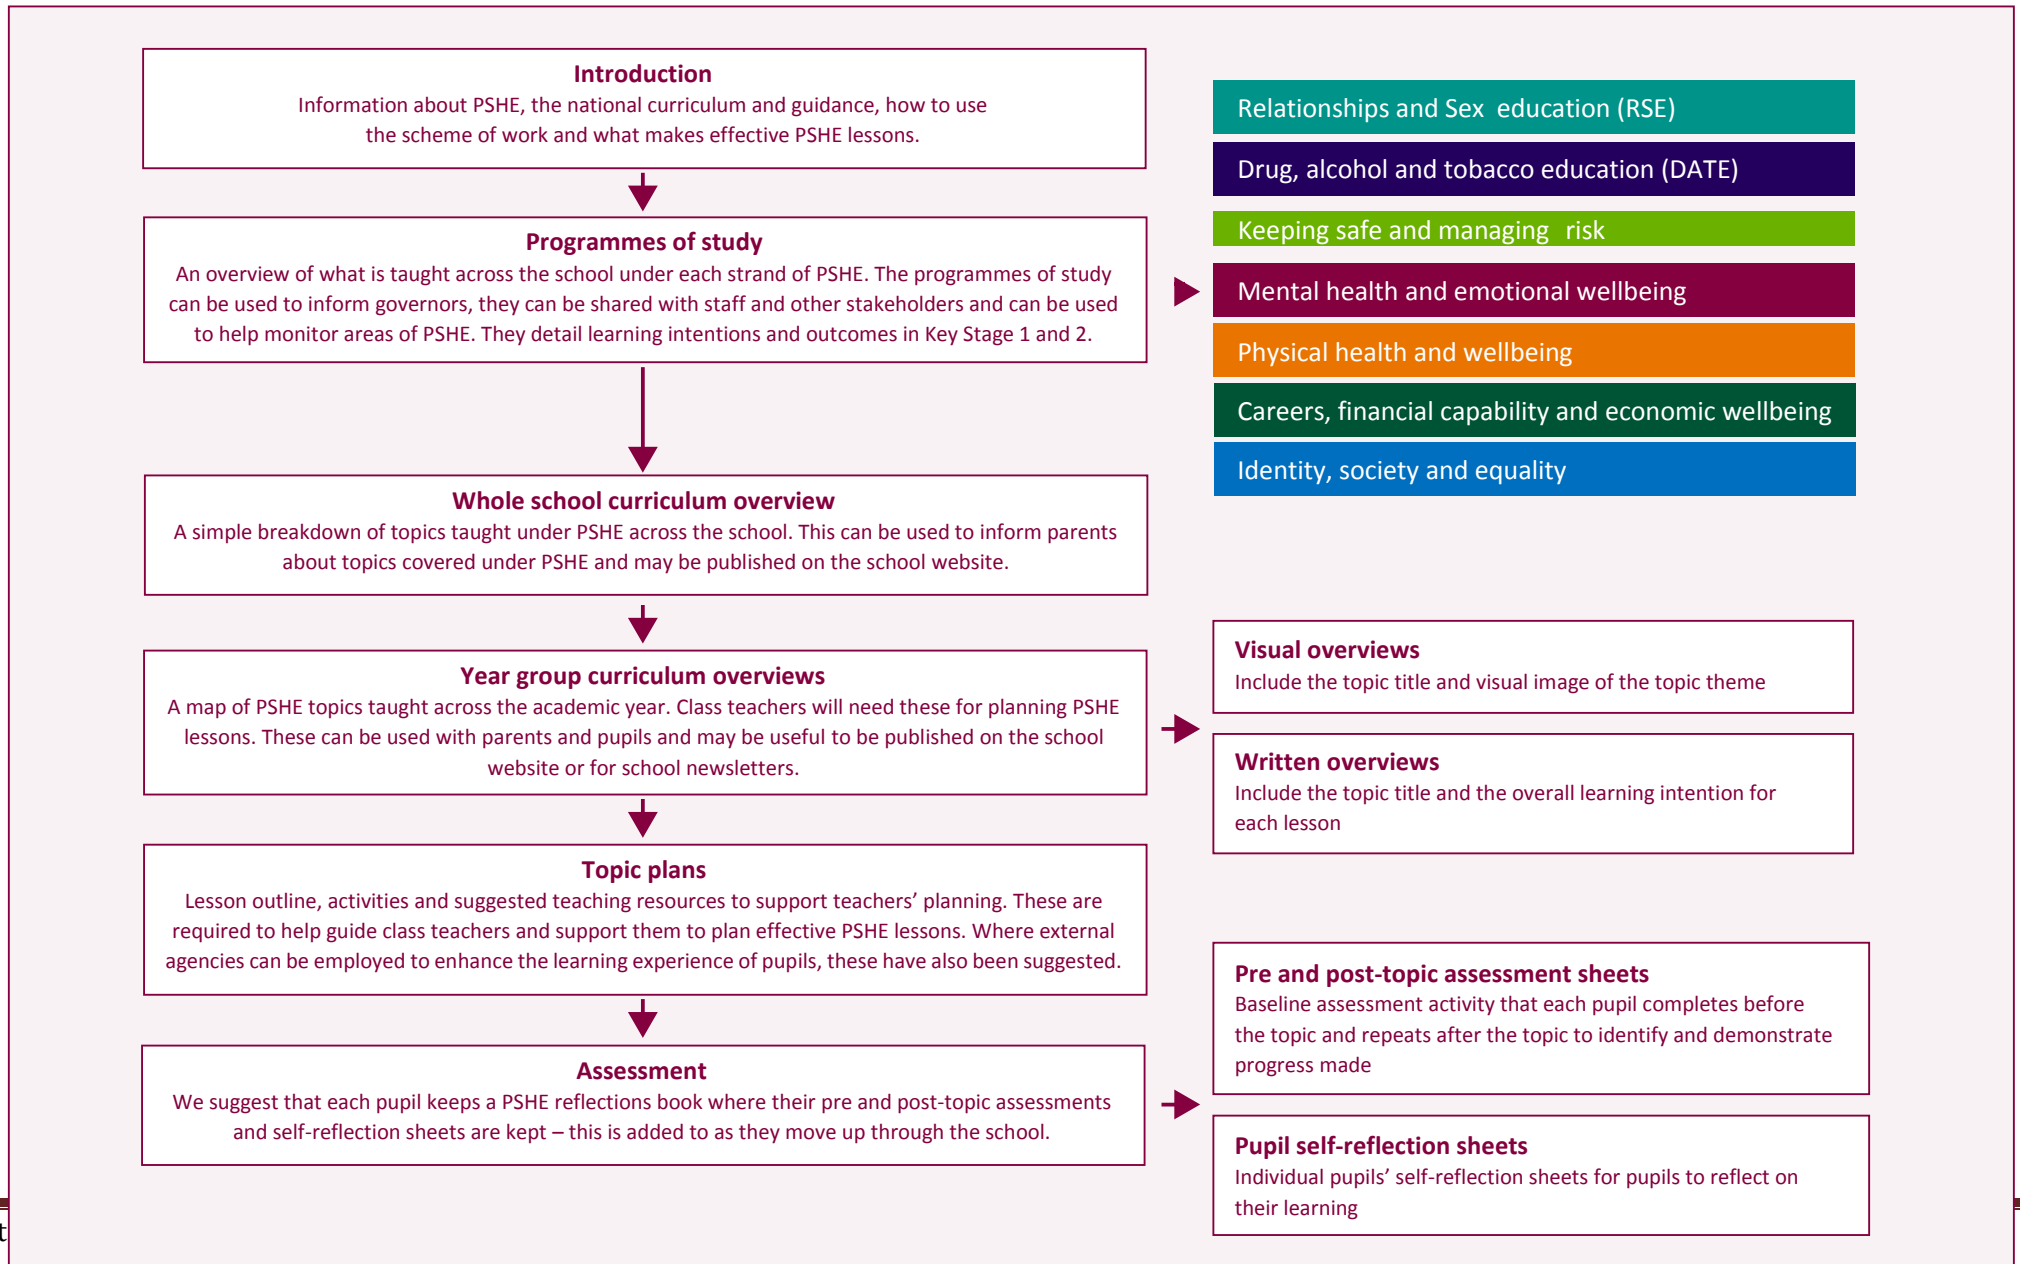 Introduction
Information about PSHE, the national curriculum and guidance, how to use
the scheme of work and what makes effective PSHE lessons.
Programmes of study
An overview of what is taught across the school under each strand of PSHE. The programmes of study
can be used to inform governors, they can be shared with staff and other stakeholders and can be used
to help monitor areas of PSHE. They detail learning intentions and outcomes in Key Stage 1 and 2.
Relationships and Sex education (RSE)
Drug, alcohol and tobacco education (DATE)
Keeping safe and managing risk
Mental health and emotional wellbeing
Physical health and wellbeing
Careers, financial capability and economic wellbeing
Identity, society and equality
Whole school curriculum overview
A simple breakdown of topics taught under PSHE across the school. This can be used to inform parents
about topics covered under PSHE and may be published on the school website.
Year group curriculum overviews
A map of PSHE topics taught across the academic year. Class teachers will need these for planning PSHE
lessons. These can be used with parents and pupils and may be useful to be published on the school
website or for school newsletters.
Visual overviews
Include the topic title and visual image of the topic theme
Written overviews
Include the topic title and the overall learning intention for
each lesson
Topic plans
Lesson outline, activities and suggested teaching resources to support teachers’ planning. These are
required to help guide class teachers and support them to plan effective PSHE lessons. Where external
agencies can be employed to enhance the learning experience of pupils, these have also been suggested.
Assessment
We suggest that each pupil keeps a PSHE reflections book where their pre and post-topic assessments
and self-reflection sheets are kept – this is added to as they move up through the school.
Pre and post-topic assessment sheets
Baseline assessment activity that each pupil completes before
the topic and repeats after the topic to identify and demonstrate
progress made
Pupil self-reflection sheets
Individual pupils’ self-reflection sheets for pupils to reflect on
their learning
t